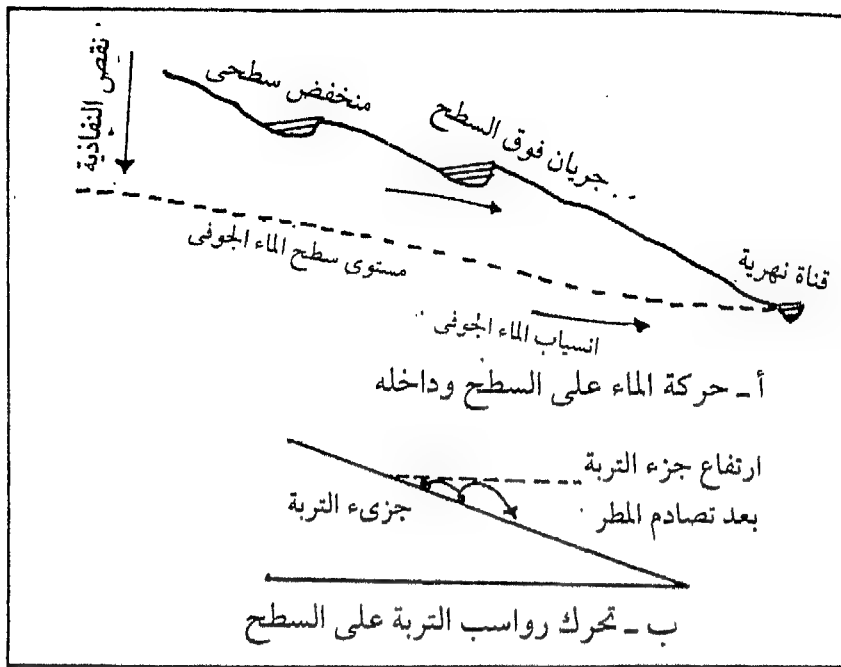 نقص النفاذية
منخفض سطحى
جريان فوق السطح
قناة نهرية
مستوى سطح الماء الجوفى
انسياب الماء الجوفى
أ ـ حركة الماء على السطح وداخله
ارتفاع جزء التربة
بعد تصادم المطر
جزىء التربة
ب ـ تحرك رواسب التربة على السطح